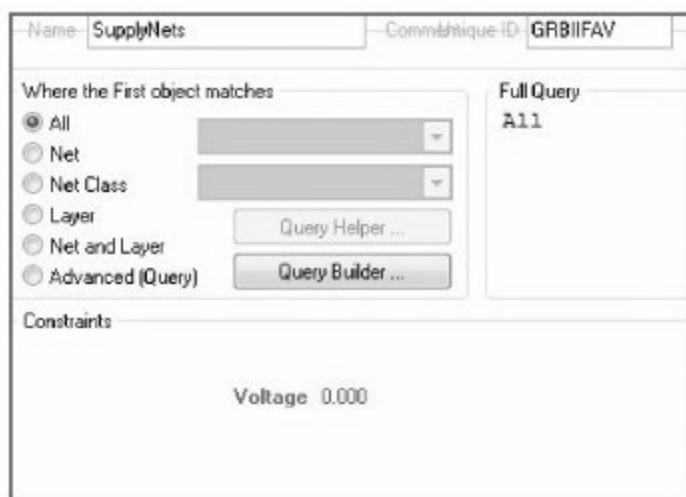 Name SupplyNets Comment Unique ID GRBIIFAV
Where the First object matches
Full Query
All
All
Net
Net Class
Layer
Query Helper ...
Net and Layer
Advanced (Query)
Query Builder ...
Constraints
Voltage 0.000